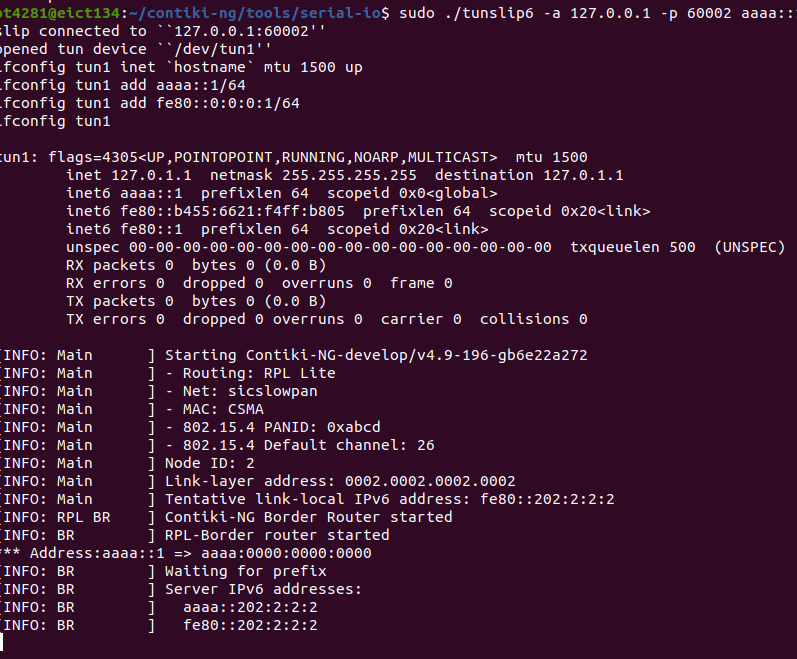 ot4281@eict134:~/contiki-ng/tools/serial-io$ sudo ./tunslip6 -a 127.0.0.1 -p 60002 aaaa::
slip connected to ``127.0.0.1:60002''
opened tun device ``/dev/tun1''
ifconfig tun1 inet `hostname` mtu 1500 up
ifconfig tun1 add aaaa::1/64
ifconfig tun1 add fe80::0:0:0:1/64
ifconfig tun1
tun1: flags=4305<UP,POINTOPOINT,RUNNING,NOARP,MULTICAST>  mtu 1500
inet 127.0.1.1  netmask 255.255.255.255  destination 127.0.1.1
inet6 aaaa::1  prefixlen 64  scopeid 0x0<global>
inet6 fe80::b455:6621:f4ff:b805  prefixlen 64  scopeid 0x20<link>
inet6 fe80::1  prefixlen 64  scopeid 0x20<link>
unspec 00-00-00-00-00-00-00-00-00-00-00-00-00-00-00-00  txqueuelen 500  (UNSPEC)
RX packets 0  bytes 0 (0.0 B)
RX errors 0  dropped 0  overruns 0  frame 0
TX packets 0  bytes 0 (0.0 B)
TX errors 0  dropped 0 overruns 0  carrier 0  collisions 0
[INFO: Main      ] Starting Contiki-NG-develop/v4.9-196-gb6e22a272
[INFO: Main      ] - Routing: RPL Lite
[INFO: Main      ] - Net: sicslowpan
[INFO: Main      ] - MAC: CSMA
[INFO: Main      ] - 802.15.4 PANID: 0xabcd
[INFO: Main      ] - 802.15.4 Default channel: 26
[INFO: Main      ] Node ID: 2
[INFO: Main      ] Link-layer address: 0002.0002.0002.0002
[INFO: Main      ] Tentative link-local IPv6 address: fe80::202:2:2:2
[INFO: RPL BR    ] Contiki-NG Border Router started
[INFO: BR        ] RPL-Border router started
*** Address:aaaa::1 => aaaa:0000:0000:0000
[INFO: BR        ] Waiting for prefix
[INFO: BR        ] Server IPv6 addresses:
[INFO: BR        ]   aaaa::202:2:2:2
[INFO: BR        ]   fe80::202:2:2:2